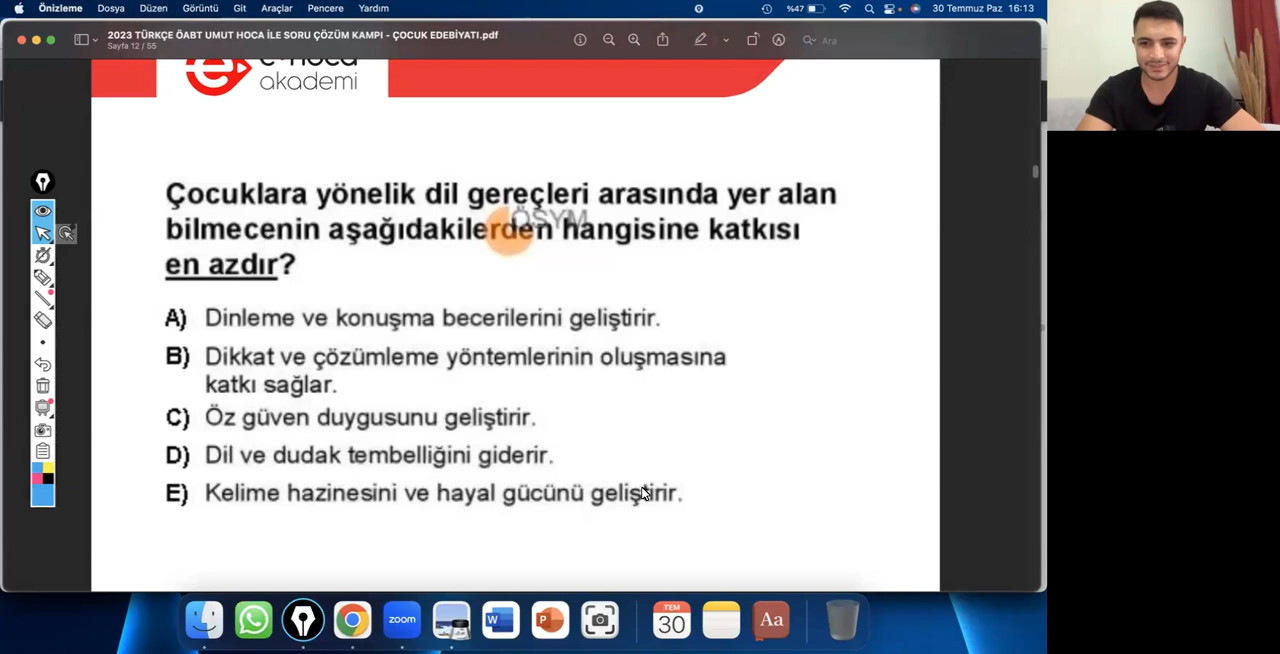 Önizleme Dosya Düzen Görüntü Git Araçlar Pencere Yardım %47 30 Temmuz Paz 16:13
2023 TÜRKÇE ÖABT UMUT HOCA İLE SORU ÇÖZÜM KAMPI - ÇOCUK EDEBİYATI.pdf
Sayfa 12 / 55
Ara
akademi
Çocuklara yönelik dil gereçleri arasında yer alan
ÖSYM
bilmecenin aşağıdakilerden hangisine katkısı
en azdır?
A) Dinleme ve konuşma becerilerini geliştirir.
B) Dikkat ve çözümleme yöntemlerinin oluşmasına
katkı sağlar.
C) Öz güven duygusunu geliştirir.
D) Dil ve dudak tembelliğini giderir.
E) Kelime hazinesini ve hayal gücünü geliştirir.
zoom
W
P
TEM
30
Aa